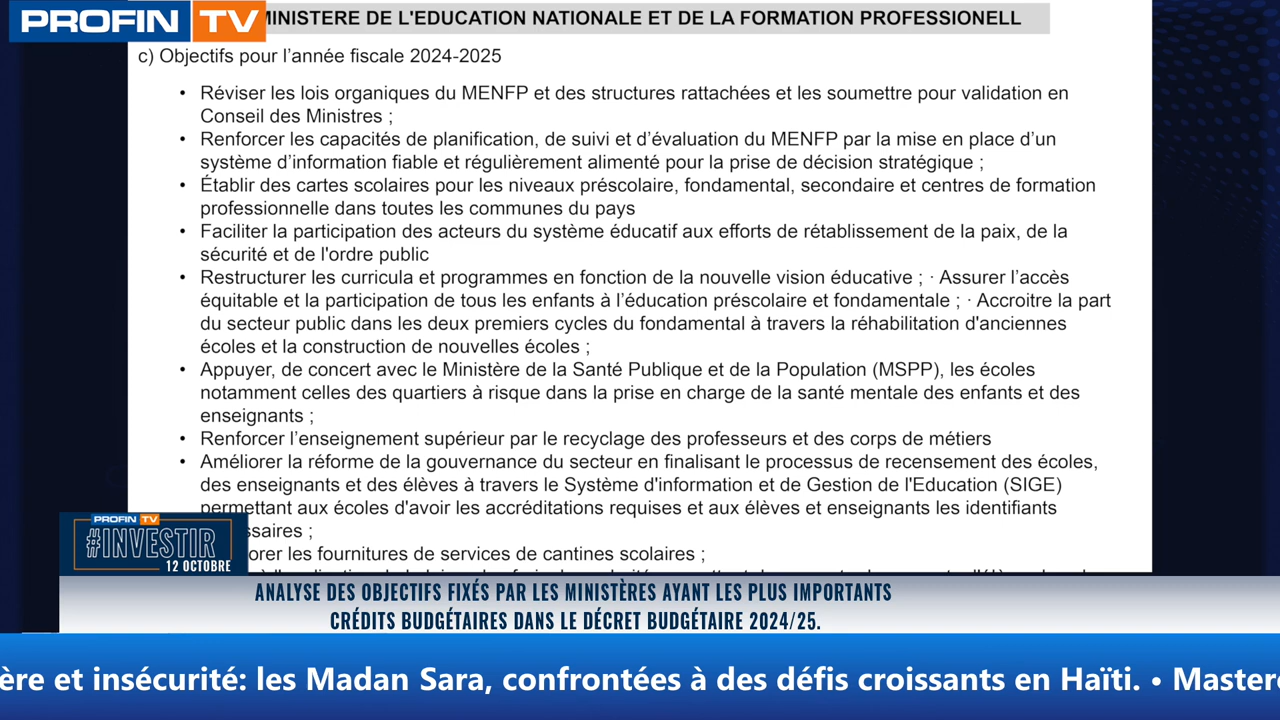 PROFIN TV
MINISTERE DE L'EDUCATION NATIONALE ET DE LA FORMATION PROFESSIONELL
c) Objectifs pour l’année fiscale 2024-2025
• Réviser les lois organiques du MENFP et des structures rattachées et les soumettre pour validation en
Conseil des Ministres ;
• Renforcer les capacités de planification, de suivi et d’évaluation du MENFP par la mise en place d’un
système d’information fiable et régulièrement alimenté pour la prise de décision stratégique ;
• Établir des cartes scolaires pour les niveaux préscolaire, fondamental, secondaire et centres de formation
professionnelle dans toutes les communes du pays
• Faciliter la participation des acteurs du système éducatif aux efforts de rétablissement de la paix, de la
sécurité et de l'ordre public
• Restructurer les curricula et programmes en fonction de la nouvelle vision éducative ; · Assurer l’accès
équitable et la participation de tous les enfants à l’éducation préscolaire et fondamentale ; · Accroitre la part
du secteur public dans les deux premiers cycles du fondamental à travers la réhabilitation d'anciennes
écoles et la construction de nouvelles écoles ;
• Appuyer, de concert avec le Ministère de la Santé Publique et de la Population (MSPP), les écoles
notamment celles des quartiers à risque dans la prise en charge de la santé mentale des enfants et des
enseignants ;
• Renforcer l’enseignement supérieur par le recyclage des professeurs et des corps de métiers
• Améliorer la réforme de la gouvernance du secteur en finalisant le processus de recensement des écoles,
des enseignants et des élèves à travers le Système d'information et de Gestion de l'Education (SIGE)
permettant aux écoles d'avoir les accréditations requises et aux élèves et enseignants les identifiants
ssaires ;
orer les fournitures de services de cantines scolaires ;
PROFIN TV
#INVESTIR
12 OCTOBRE
ANALYSE DES OBJECTIFS FIXÉS PAR LES MINISTÈRES AYANT LES PLUS IMPORTANTS
CRÉDITS BUDGÉTAIRES DANS LE DÉCRET BUDGÉTAIRE 2024/25.
ère et insécurité: les Madan Sara, confrontées à des défis croissants en Haïti. • Master